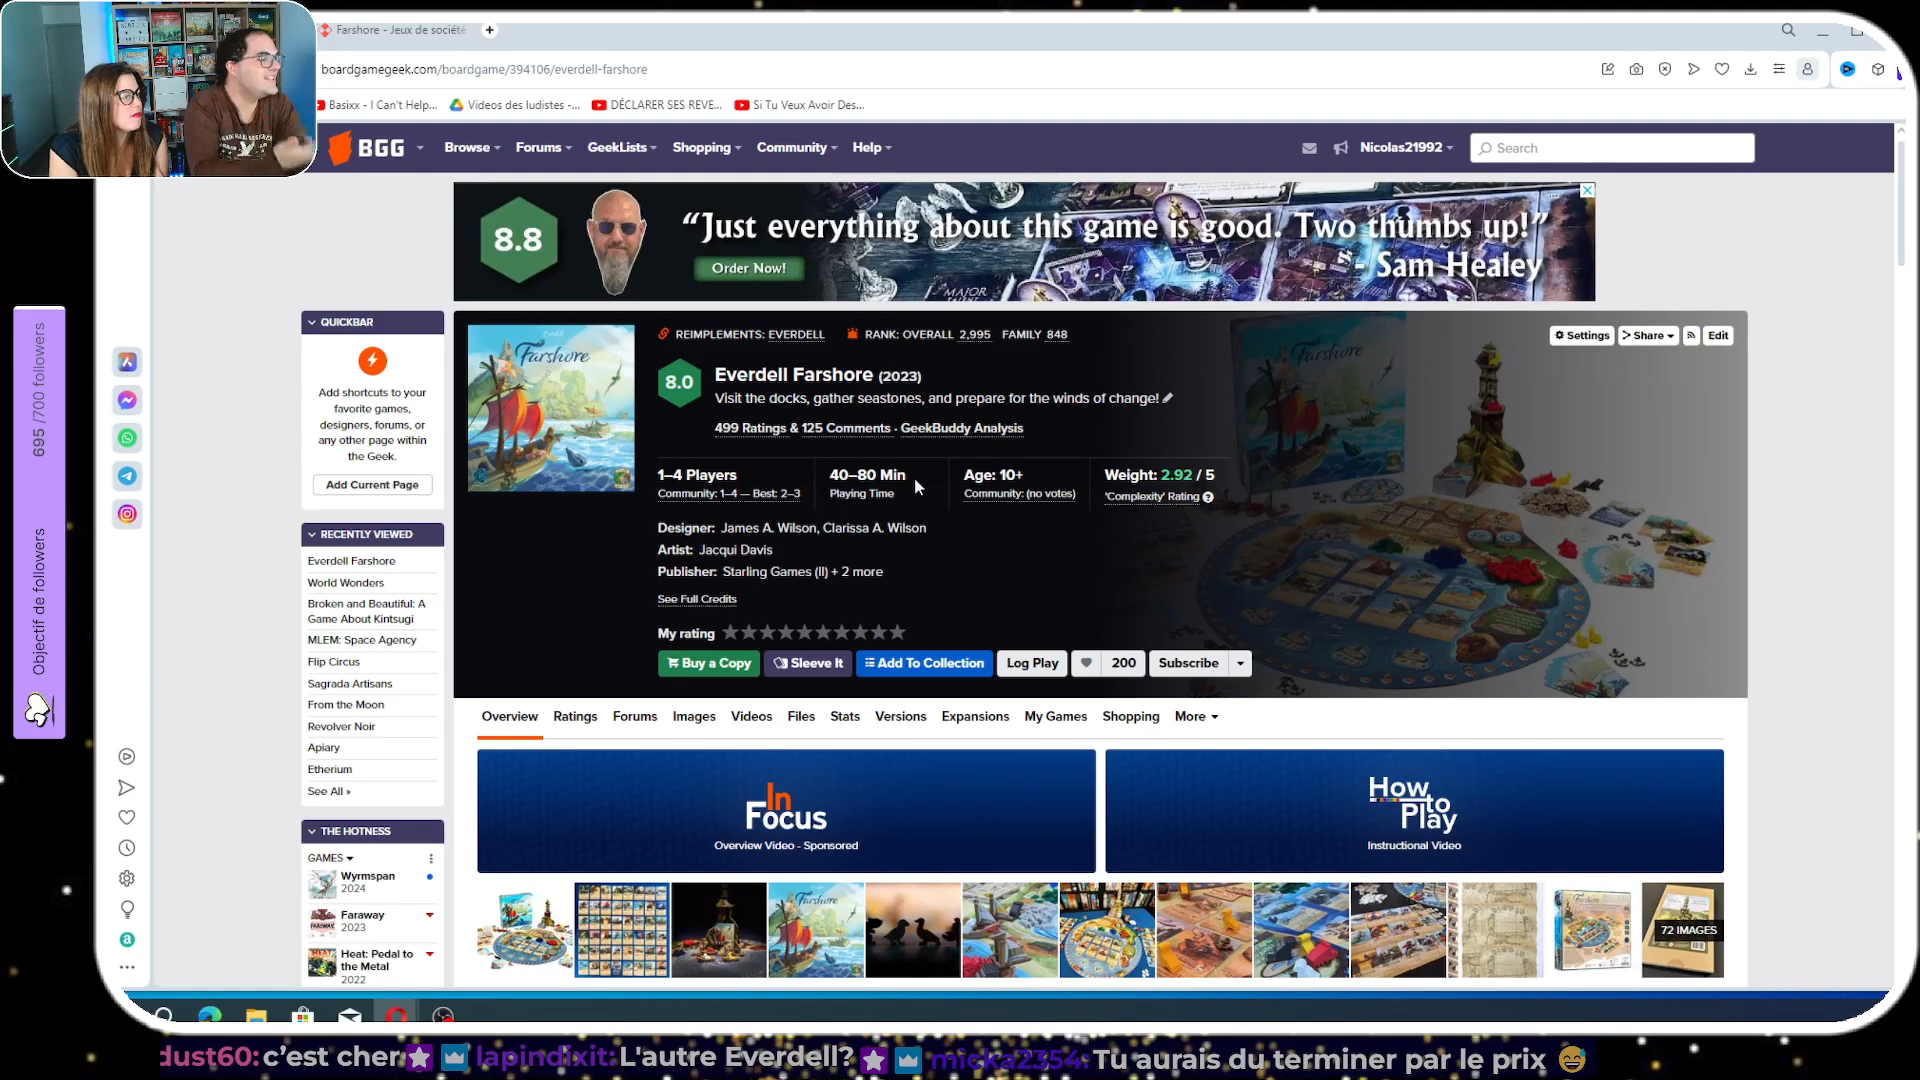 Farshore - Jeux de société
boardgamegeek.com/boardgame/394106/everdell-farshore
Basixx - I Can't Help...
Videos des ludistes -...
DÉCLARER SES REVE...
Si Tu Veux Avoir Des...
BGG
Browse
Forums
GeekLists
Shopping
Community
Help
Nicolas21992
Search
8.8
“Just everything about this game is good. Two thumbs up!”
- Sam Healey
Order Now!
MAJOR
QUICKBAR
Add shortcuts to your
favorite games,
designers, forums, or
any other page within
the Geek.
Add Current Page
RECENTLY VIEWED
Everdell Farshore
World Wonders
Broken and Beautiful: A
Game About Kintsugi
MLEM: Space Agency
Flip Circus
Sagrada Artisans
From the Moon
Revolver Noir
Apiary
Etherium
See All »
THE HOTNESS
GAMES
Wyrmspan
2024
Faraway
2023
Heat: Pedal to
the Metal
2022
Farshore
REIMPLEMENTS: EVERDELL
RANK: OVERALL 2,995 FAMILY 848
Settings
Share
Edit
8.0
Everdell Farshore (2023)
Visit the docks, gather seastones, and prepare for the winds of change!
499 Ratings & 125 Comments · GeekBuddy Analysis
1–4 Players
Community: 1–4 — Best: 2–3
40–80 Min
Playing Time
Age: 10+
Community: (no votes)
Weight: 2.92 / 5
'Complexity' Rating
Designer: James A. Wilson, Clarissa A. Wilson
Artist: Jacqui Davis
Publisher: Starling Games (II) + 2 more
See Full Credits
My rating
Buy a Copy
Sleeve It
Add To Collection
Log Play
200
Subscribe
Overview
Ratings
Forums
Images
Videos
Files
Stats
Versions
Expansions
My Games
Shopping
More
In Focus
Overview Video - Sponsored
How to Play
Instructional Video
72 IMAGES
Objectif de followers
695 /700 followers
dust60: c’est cher
lapindixit: L'autre Everdell?
micka2354: Tu aurais du terminer par le prix